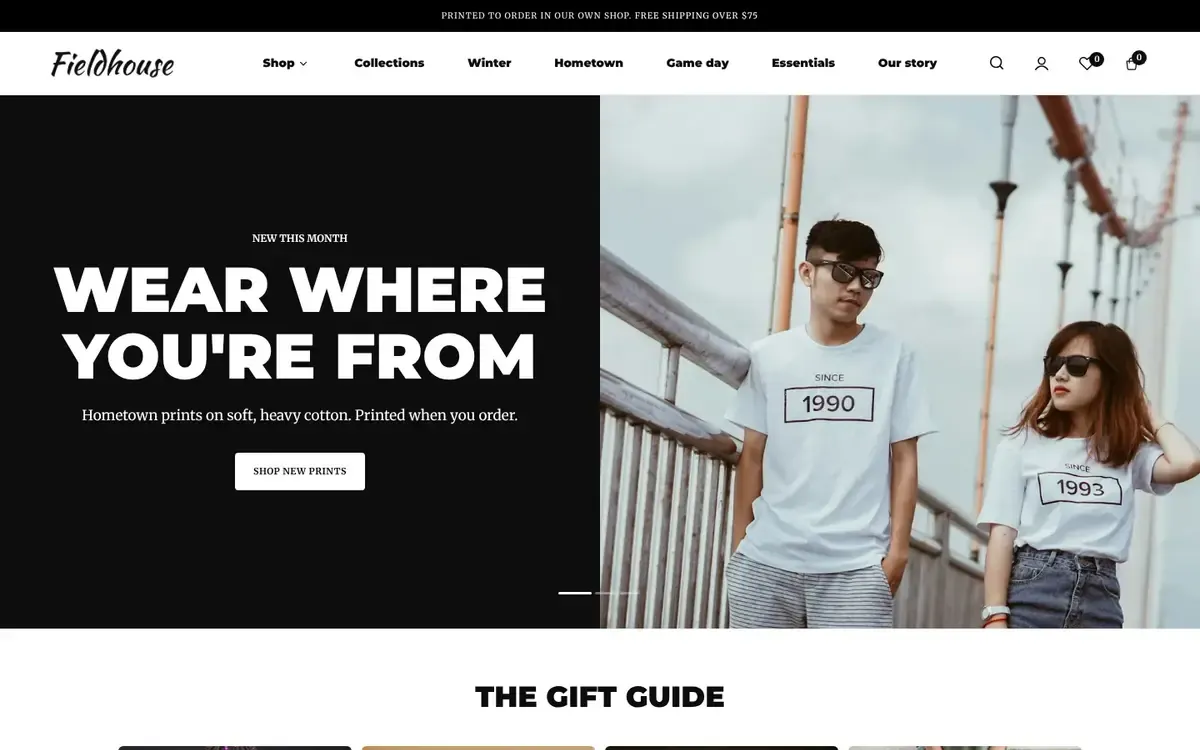 PRINTED TO ORDER IN OUR OWN SHOP. FREE SHIPPING OVER $75
Fieldhouse
Shop
Collections
Winter
Hometown
Game day
Essentials
Our story
0
0
NEW THIS MONTH
WEAR WHERE
YOU'RE FROM
Hometown prints on soft, heavy cotton. Printed when you order.
SHOP NEW PRINTS
SINCE
1990
SINCE
1993
THE GIFT GUIDE